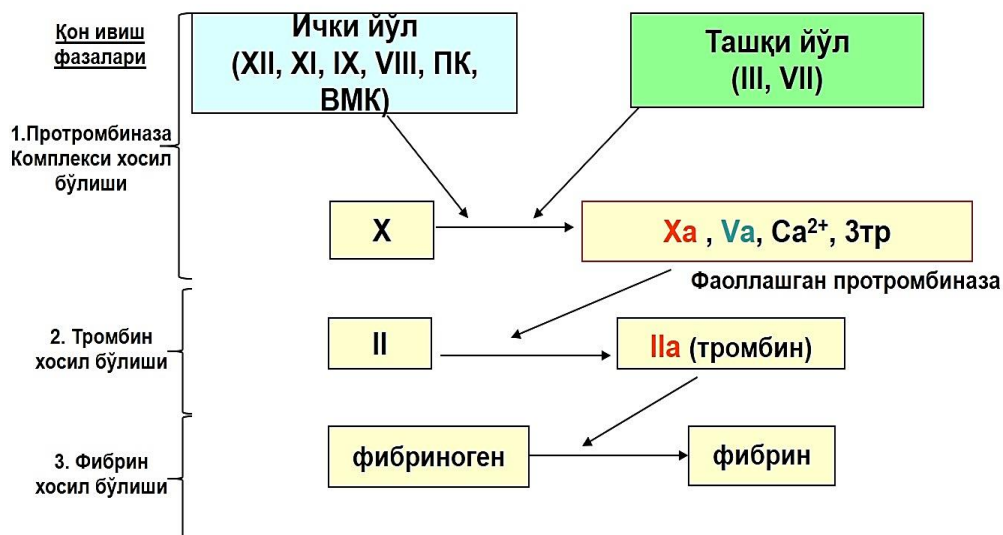 Қон ивиш
фазалари
Ички йўл
(XII, XI, IX, VIII, ПК,
ВМК)
Ташқи йўл
(III, VII)
1.Протромбиназа
Комплекси хосил
бўлиши
X
Xa , Va, Ca²⁺, 3тр
Фаоллашган протромбиназа
2. Тромбин
хосил бўлиши
II
IIa (тромбин)
3. Фибрин
хосил бўлиши
фибриноген
фибрин